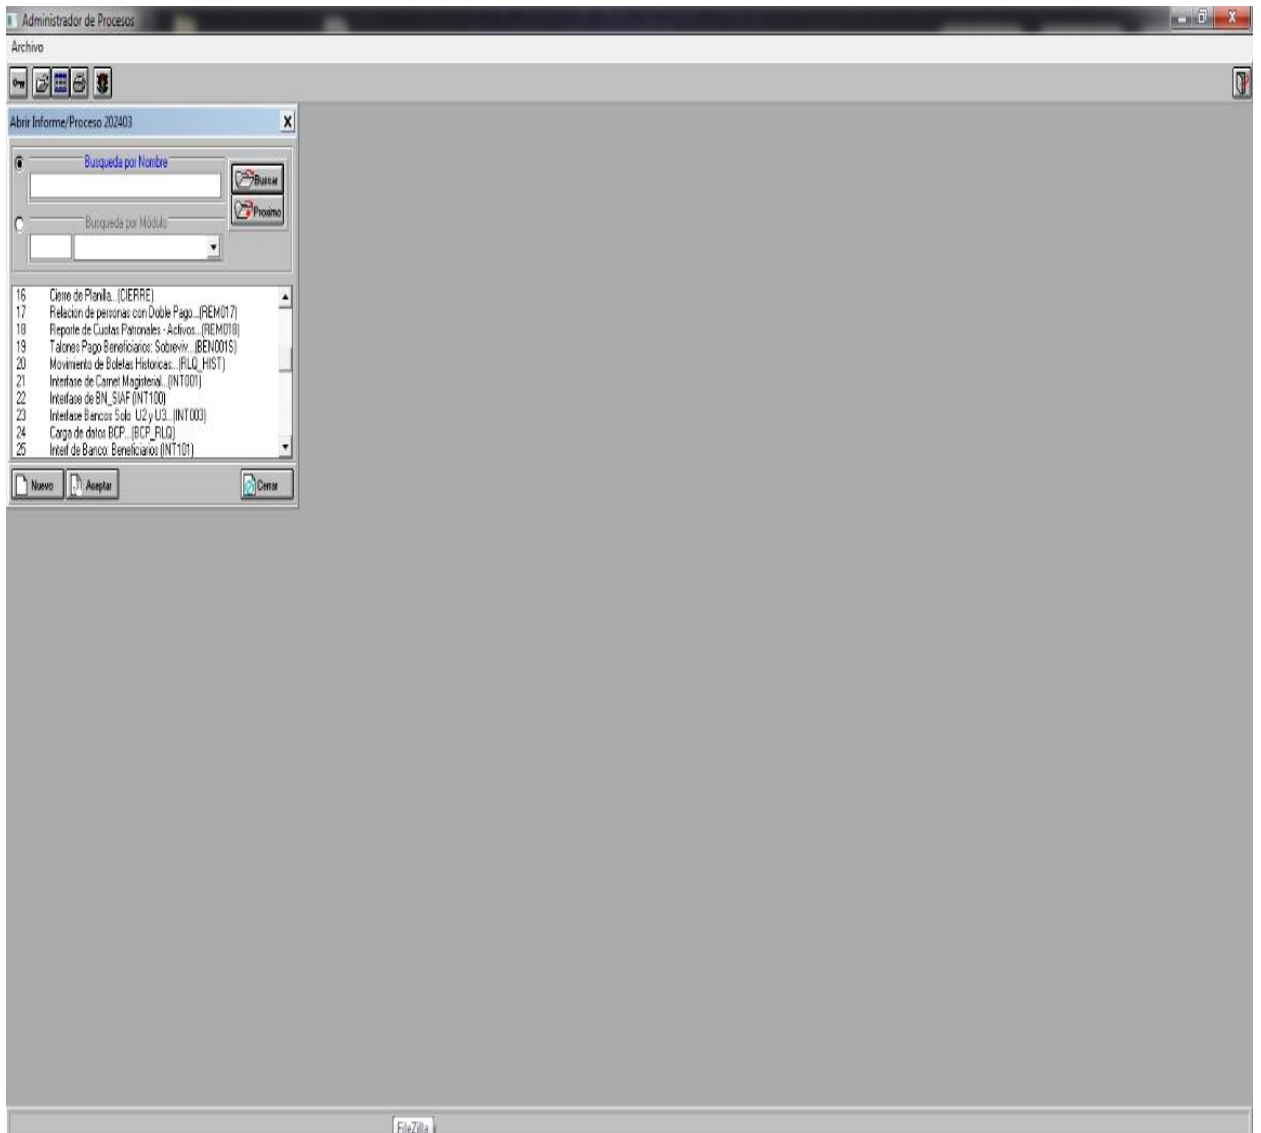 Administrador de Procesos
Archivo
Abrir Informe/Proceso 202403
X
Busqueda por Nombre
Buscar
Proximo
Busqueda por Módulo
16 Cierre de Planilla...(CIERRE)
17 Relacion de personas con Doble Pago...(REM017)
18 Reporte de Cuotas Patronales - Activos...(REM018)
19 Talones Pago Beneficiarios: Sobreviv...(BEN001S)
20 Movimiento de Boletas Historicas...(RLQ_HIST)
21 Interfase de Carnet Magisterial...(INT001)
22 Interfase de BN_SIAF (INT100)
23 Interfase Bancos Solo U2 y U3...(INT003)
24 Carga de datos BCP...(BCP_RLQ)
25 Interf de Banco: Beneficiarios (INT101)
Nuevo Aceptar Cerrar
FileZilla